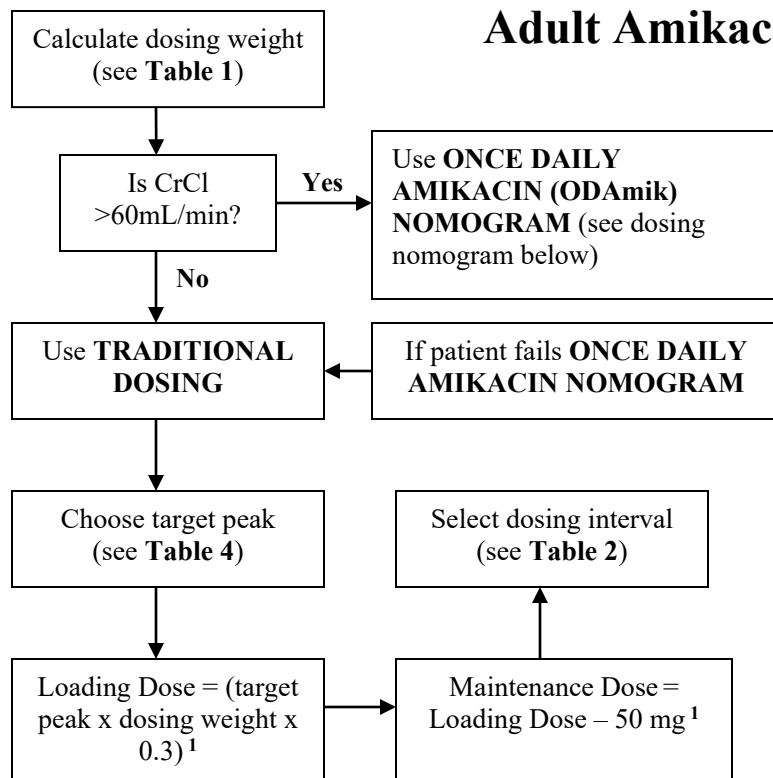 Adult Amikac
Calculate dosing weight
(see Table 1)
Is CrCl
>60mL/min?
Yes
Use ONCE DAILY
AMIKACIN (ODAmik)
NOMOGRAM (see dosing
nomogram below)
No
Use TRADITIONAL
DOSING
If patient fails ONCE DAILY
AMIKACIN NOMOGRAM
Choose target peak
(see Table 4)
Select dosing interval
(see Table 2)
Loading Dose = (target
peak x dosing weight x
0.3) ¹
Maintenance Dose =
Loading Dose – 50 mg ¹